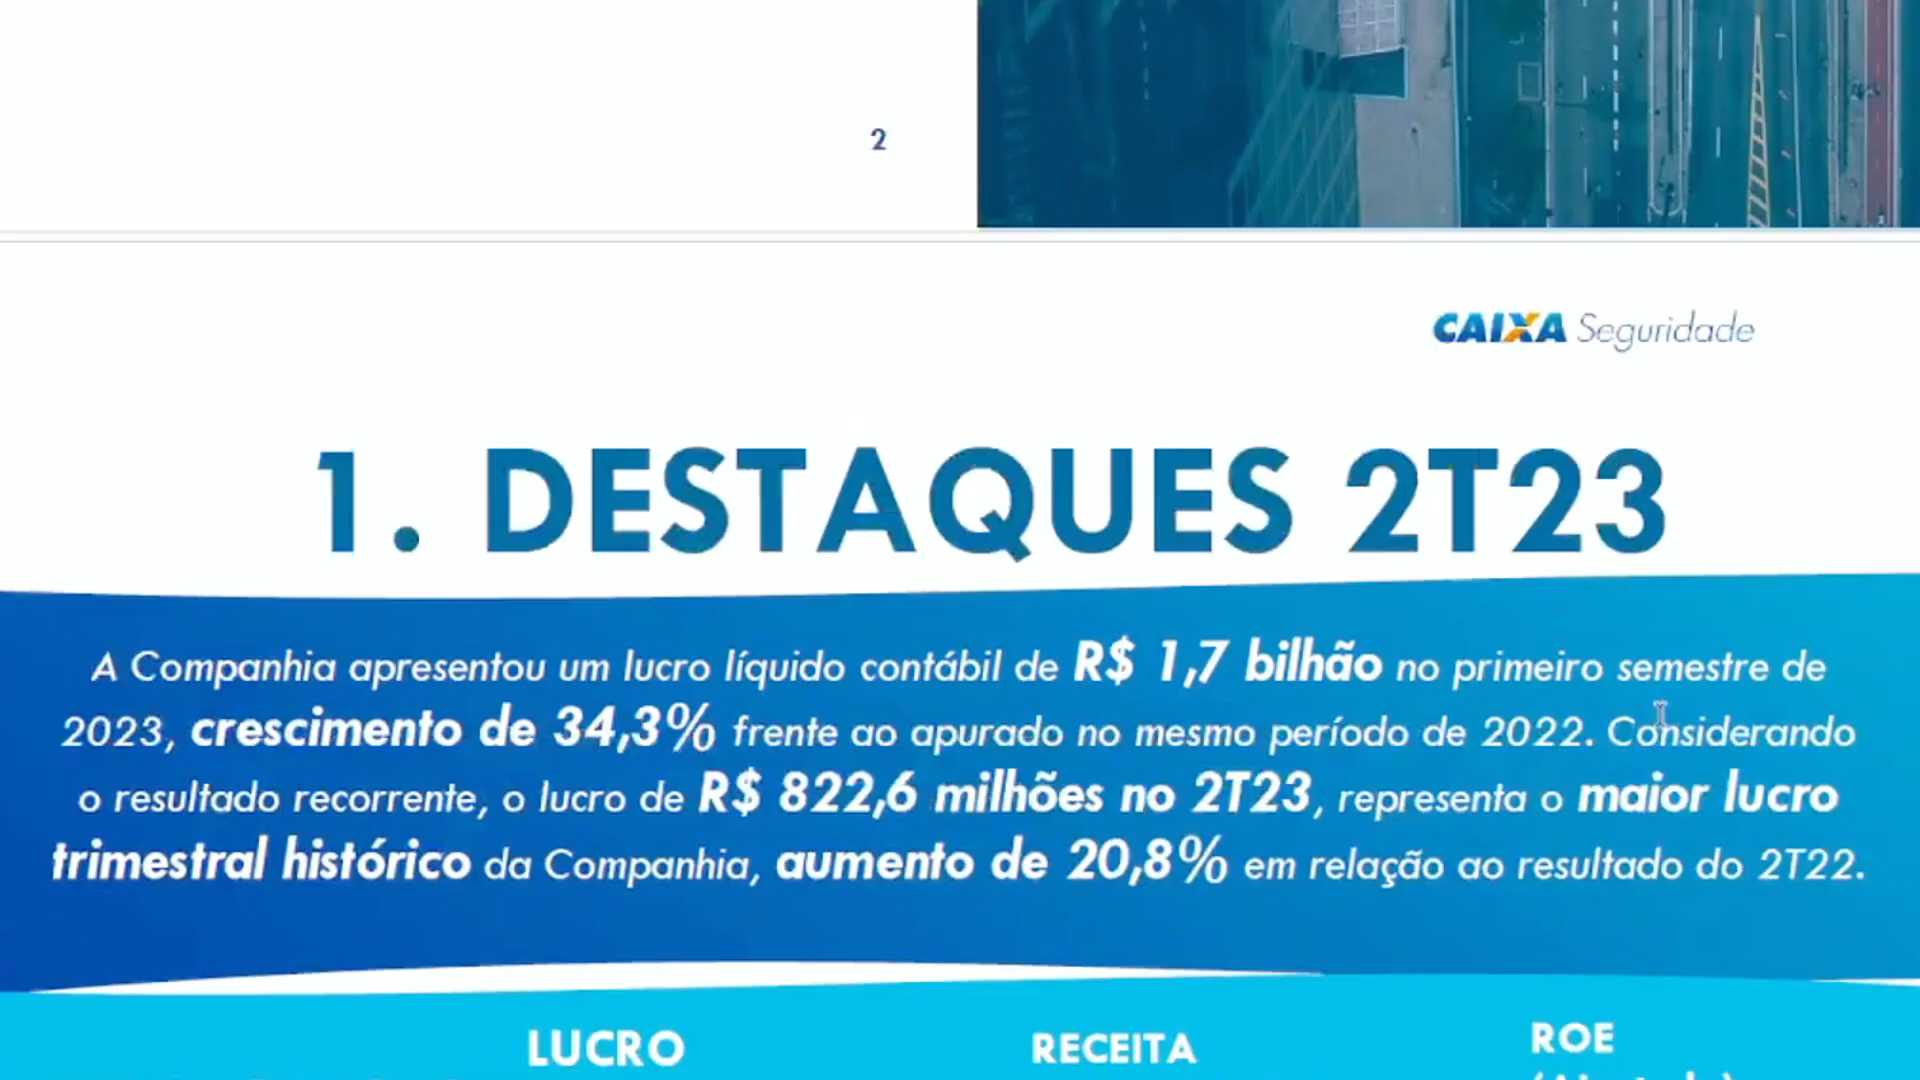 2
CAIXA Seguridade
1. DESTAQUES 2T23
A Companhia apresentou um lucro líquido contábil de R$ 1,7 bilhão no primeiro semestre de
2023, crescimento de 34,3% frente ao apurado no mesmo período de 2022. Considerando
o resultado recorrente, o lucro de R$ 822,6 milhões no 2T23, representa o maior lucro
trimestral histórico da Companhia, aumento de 20,8% em relação ao resultado do 2T22.
LUCRO
RECEITA
ROE